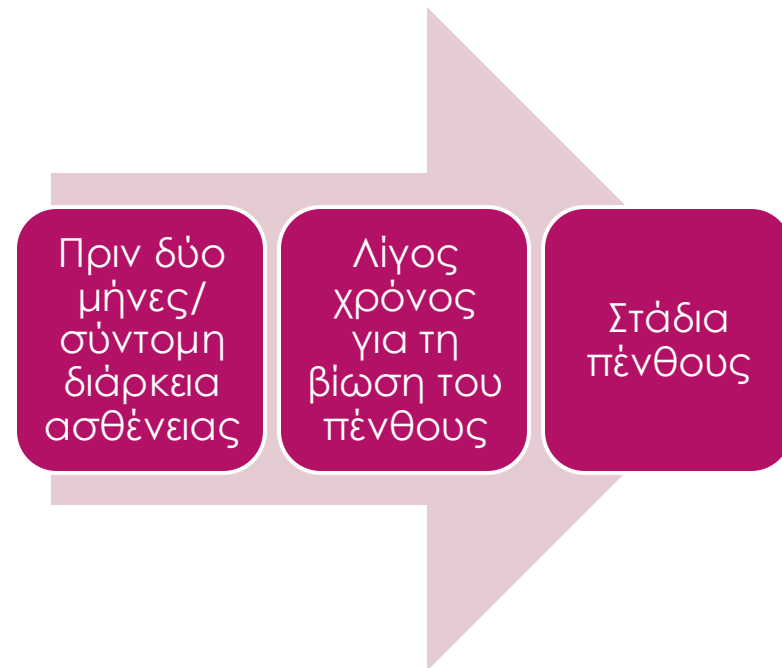 Πριν δύο
μήνες/
σύντομη
διάρκεια
ασθένειας
Λίγος
χρόνος
για τη
βίωση του
πένθους
Στάδια
πένθους